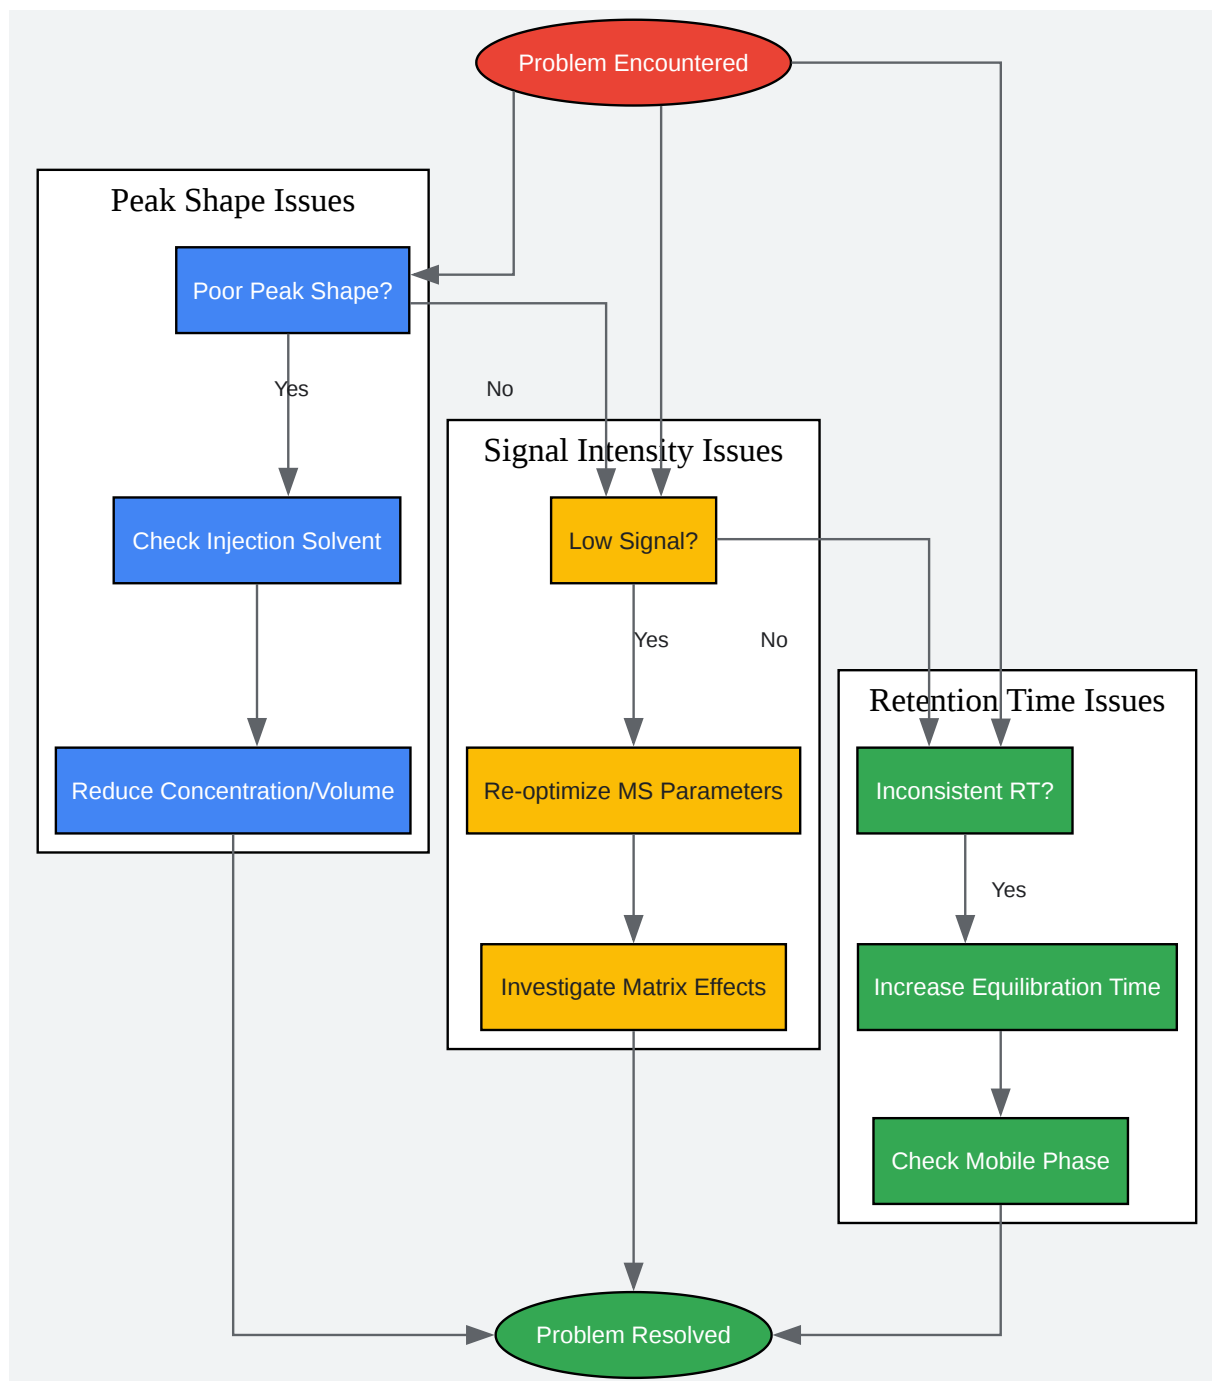 Problem Encountered
Peak Shape Issues
Poor Peak Shape?
Yes
No
Signal Intensity Issues
Check Injection Solvent
Low Signal?
Yes
No
Retention Time Issues
Reduce Concentration/Volume
Re-optimize MS Parameters
Inconsistent RT?
Yes
Investigate Matrix Effects
Increase Equilibration Time
Check Mobile Phase
Problem Resolved